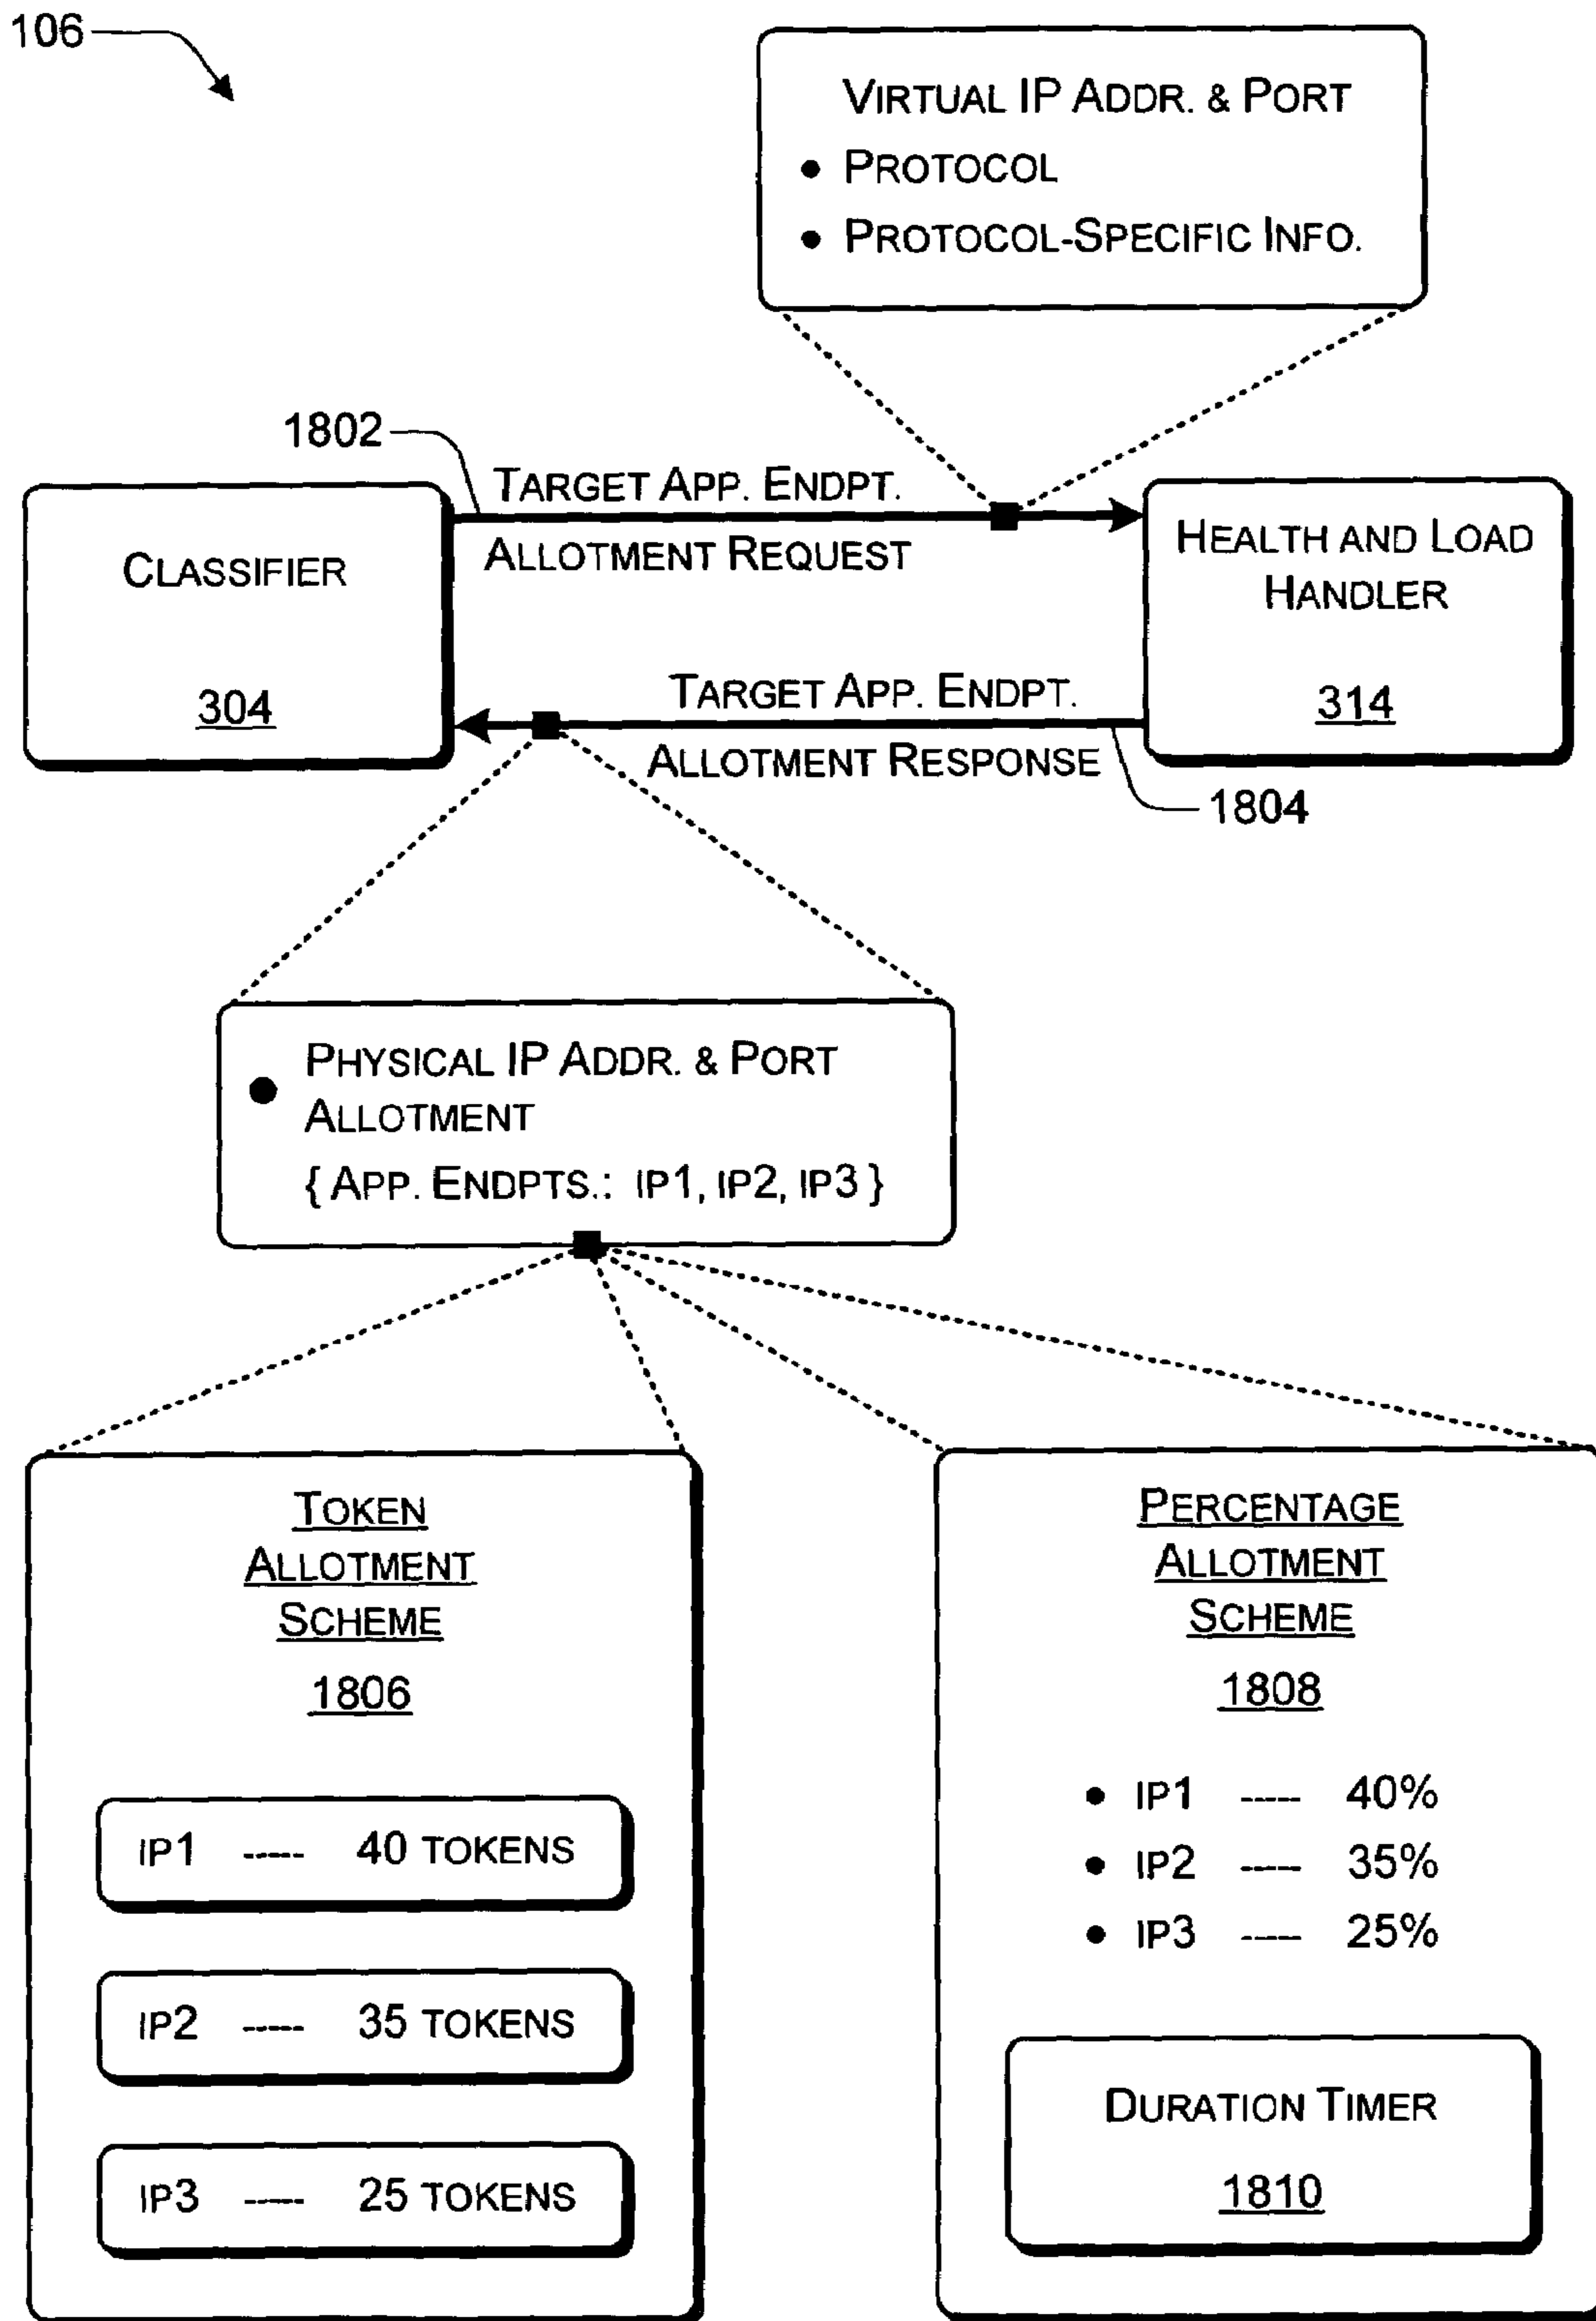 106
VIRTUAL IP ADDR. & PORT
• PROTOCOL
• PROTOCOL-SPECIFIC INFO.
1802
TARGET APP. ENDPT.
ALLOTMENT REQUEST
CLASSIFIER
304
HEALTH AND LOAD
HANDLER
314
TARGET APP. ENDPT.
ALLOTMENT RESPONSE
1804
• PHYSICAL IP ADDR. & PORT
ALLOTMENT
{ APP. ENDPTS.: IP1, IP2, IP3 }
TOKEN
ALLOTMENT
SCHEME
1806
IP1 ----- 40 TOKENS
IP2 ----- 35 TOKENS
IP3 ----- 25 TOKENS
PERCENTAGE
ALLOTMENT
SCHEME
1808
• IP1 ----- 40%
• IP2 ----- 35%
• IP3 ----- 25%
DURATION TIMER
1810